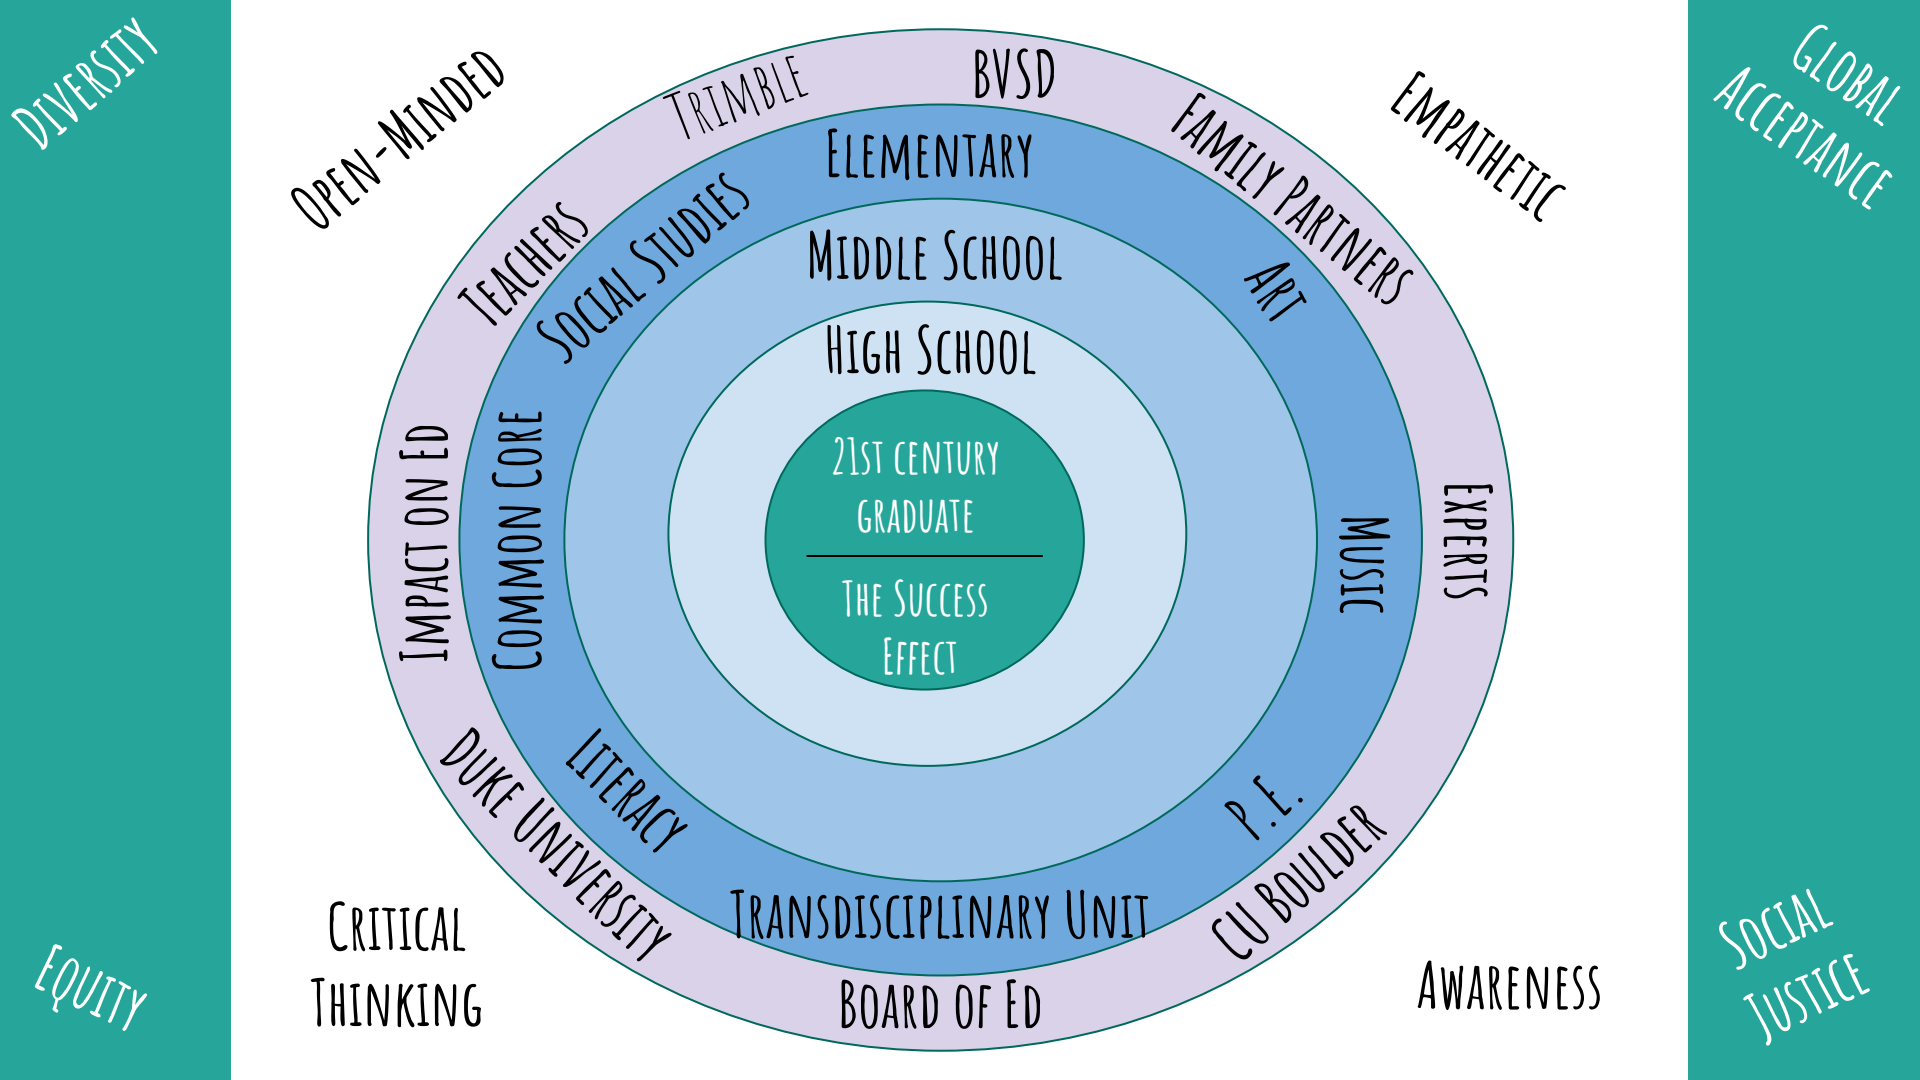 Diversity
Open-Minded
Trimble
BVSD
Family Partners
Empathetic
Global
Acceptance
Teachers
Social Studies
Elementary
Art
Middle School
High School
Impact on Ed
Common Core
21st century
graduate
The Success
Effect
Music
Experts
Duke University
Literacy
P.E.
CU Boulder
Transdisciplinary Unit
Board of Ed
Critical
Thinking
Awareness
Equity
Social
Justice